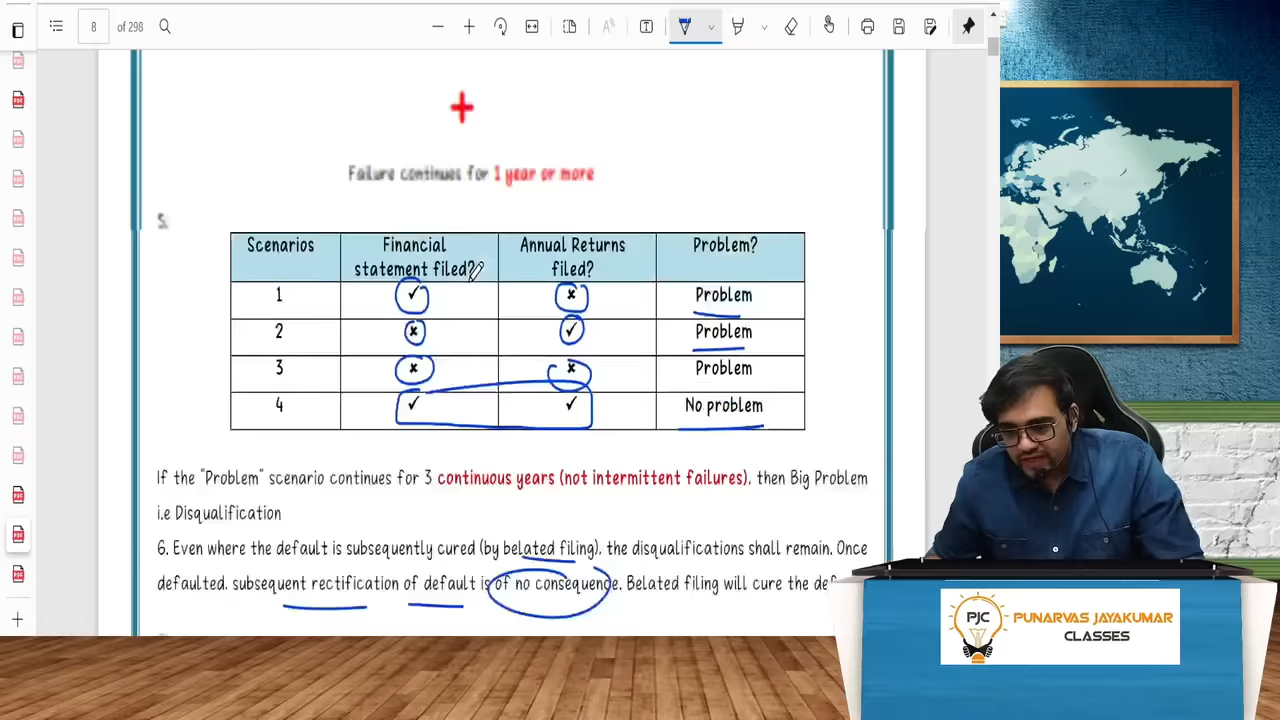 8 of 298
Failure continues for 1 year or more
5.
Scenarios Financial statement filed? Annual Returns filed? Problem?
1 ✓ × Problem
2 × ✓ Problem
3 × × Problem
4 ✓ ✓ No problem
If the "Problem" scenario continues for 3 continuous years (not intermittent failures), then Big Problem
i.e Disqualification
6. Even where the default is subsequently cured (by belated filing), the disqualifications shall remain. Once
defaulted, subsequent rectification of default is of no consequence. Belated filing will cure the
PJC
PUNARVAS JAYAKUMAR
CLASSES